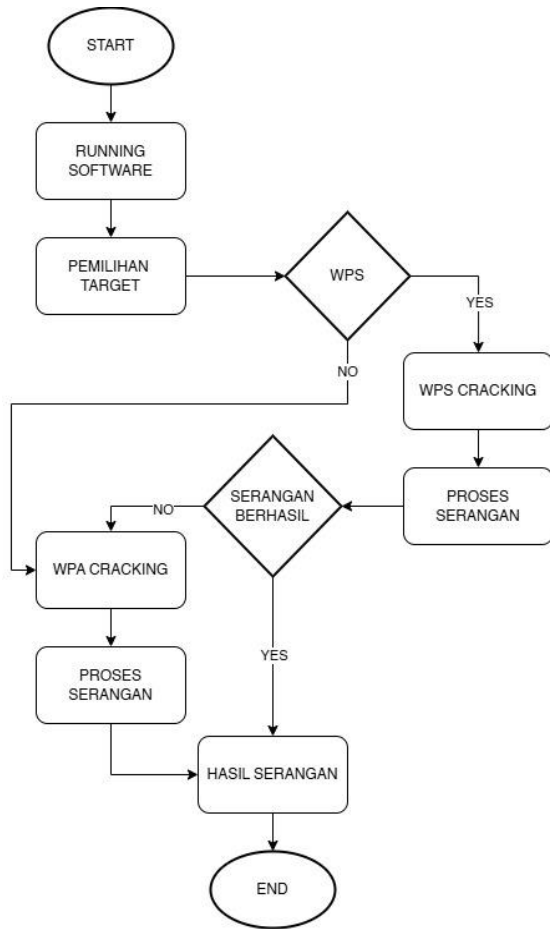 START
RUNNING
SOFTWARE
PEMILIHAN
TARGET
WPS
YES
NO
WPS CRACKING
PROSES
SERANGAN
SERANGAN
BERHASIL
NO
WPA CRACKING
YES
PROSES
SERANGAN
HASIL SERANGAN
END